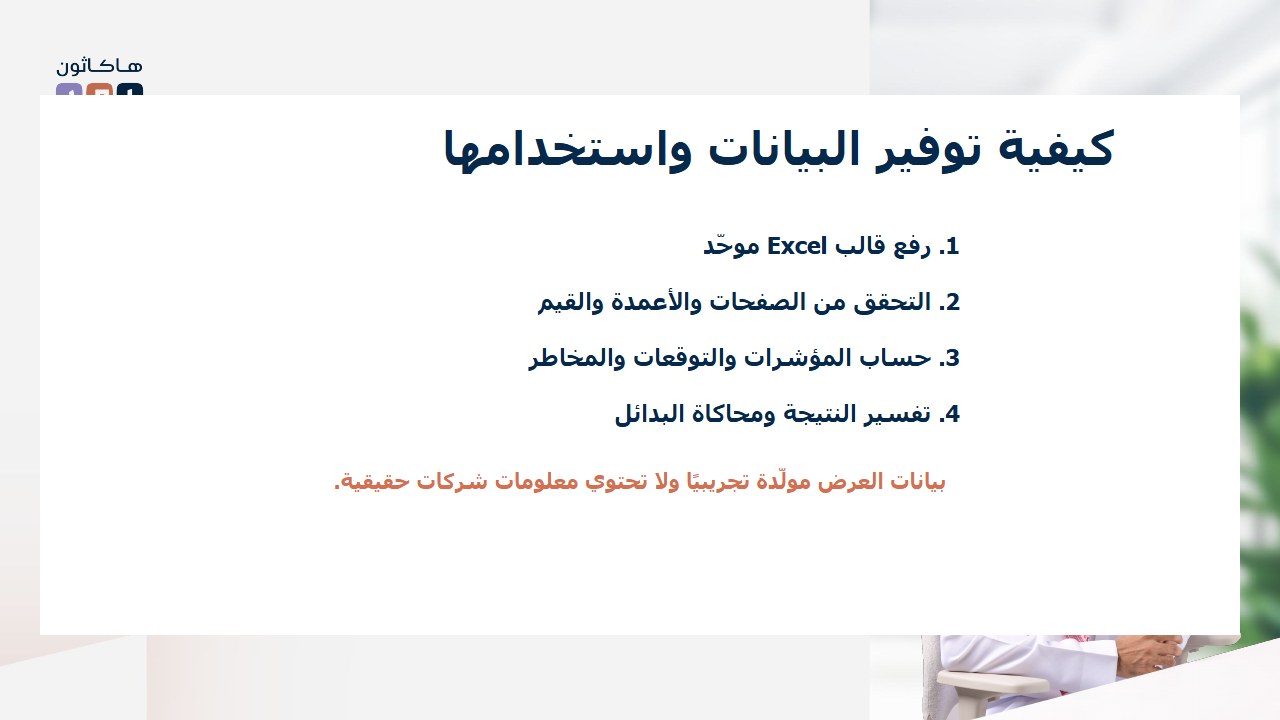 هاكاثون
كيفية توفير البيانات واستخدامها
1. رفع قالب Excel موحّد
2. التحقق من الصفحات والأعمدة والقيم
3. حساب المؤشرات والتوقعات والمخاطر
4. تفسير النتيجة ومحاكاة البدائل
بيانات العرض مولّدة تجريبيًا ولا تحتوي معلومات شركات حقيقية.